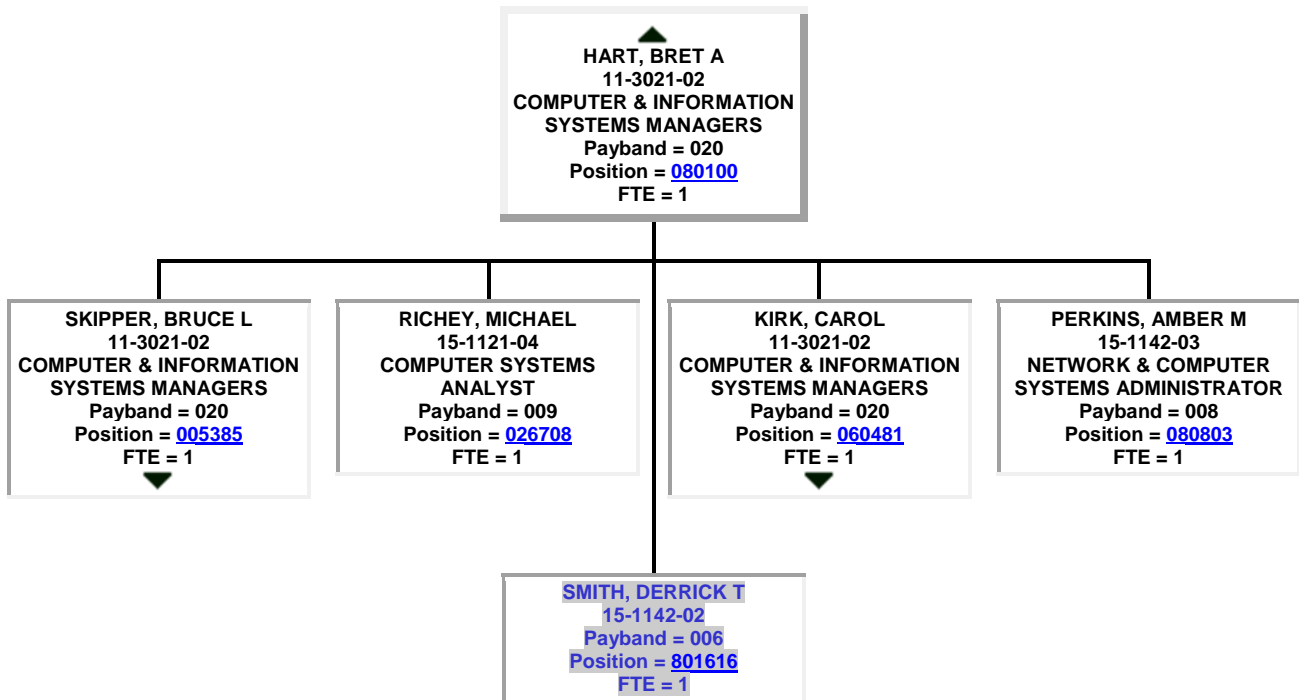 HART, BRET A
11-3021-02
COMPUTER & INFORMATION
SYSTEMS MANAGERS
Payband = 020
Position = 080100
FTE = 1
SKIPPER, BRUCE L
11-3021-02
COMPUTER & INFORMATION
SYSTEMS MANAGERS
Payband = 020
Position = 005385
FTE = 1
RICHEY, MICHAEL
15-1121-04
COMPUTER SYSTEMS
ANALYST
Payband = 009
Position = 026708
FTE = 1
KIRK, CAROL
11-3021-02
COMPUTER & INFORMATION
SYSTEMS MANAGERS
Payband = 020
Position = 060481
FTE = 1
PERKINS, AMBER M
15-1142-03
NETWORK & COMPUTER
SYSTEMS ADMINISTRATOR
Payband = 008
Position = 080803
FTE = 1
SMITH, DERRICK T
15-1142-02
Payband = 006
Position = 801616
FTE = 1